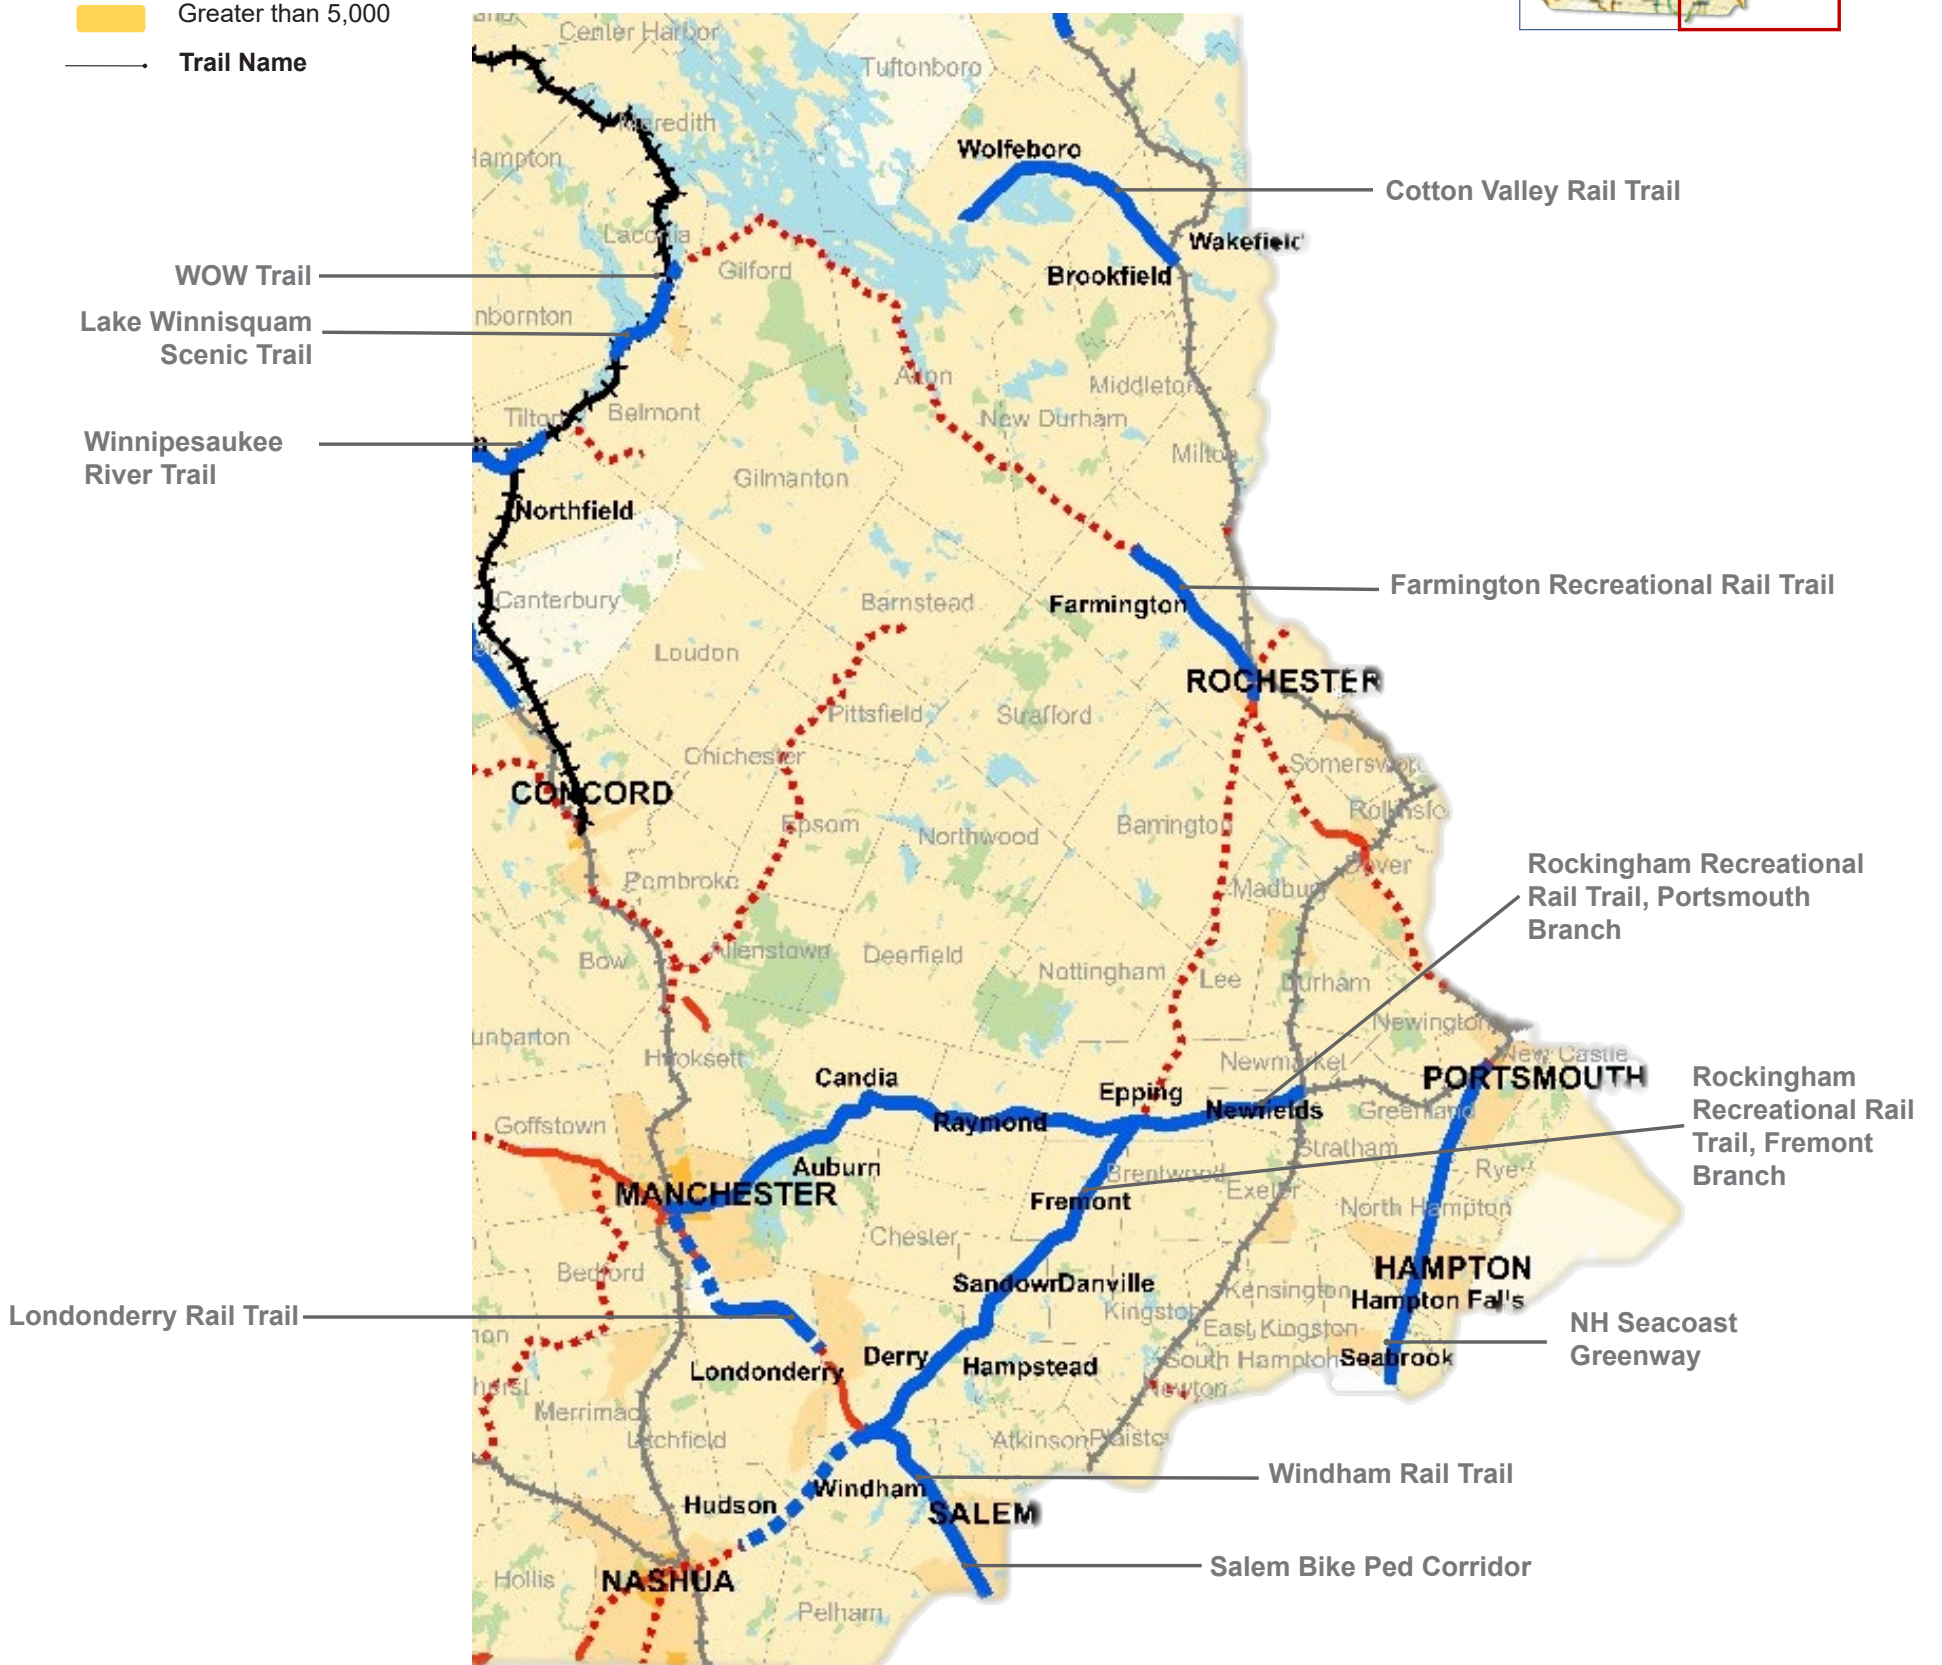 Greater than 5,000
Trail Name
Center Harbor
Tuftonboro
Meredith
Wolfeboro
Cotton Valley Rail Trail
Laconia
Wakefield
WOW Trail
Gilford
Brookfield
Lake Winnisquam
Scenic Trail
nbornton
Alton
Middleton
Tilton
Belmont
New Durham
Winnipesaukee
River Trail
n
Milton
Gilmanton
Northfield
Farmington Recreational Rail Trail
Canterbury
Barnstead
Farmington
Loudon
ROCHESTER
Pittsfield
Strafford
Chichester
Somerswor
CONCORD
Rollinsfo
Epsom
Northwood
Barrington
Dover
Rockingham Recreational
Rail Trail, Portsmouth
Branch
Pembroke
Madbury
Bow
Allenstown
Deerfield
Nottingham
Lee
Durham
unbarton
Newington
Hooksett
Newmarket
New Castle
Candia
Epping
PORTSMOUTH
Rockingham
Recreational Rail
Trail, Fremont
Branch
Goffstown
Raymond
Newfields
Greenland
Stratham
Auburn
Brentwood
Rye
MANCHESTER
Fremont
Exeter
North Hampton
Chester
Bedford
HAMPTON
Sandown
Danville
Kensington
Hampton Fal's
Londonderry Rail Trail
Kingston
East Kingston
NH Seacoast
Greenway
Londonderry
Derry
Hampstead
South Hampton
Seabrook
Newton
Merrimack
Litchfield
Atkinson
Plaisto
Windham Rail Trail
Hudson
Windham
SALEM
Salem Bike Ped Corridor
Hollis
NASHUA
Pelham